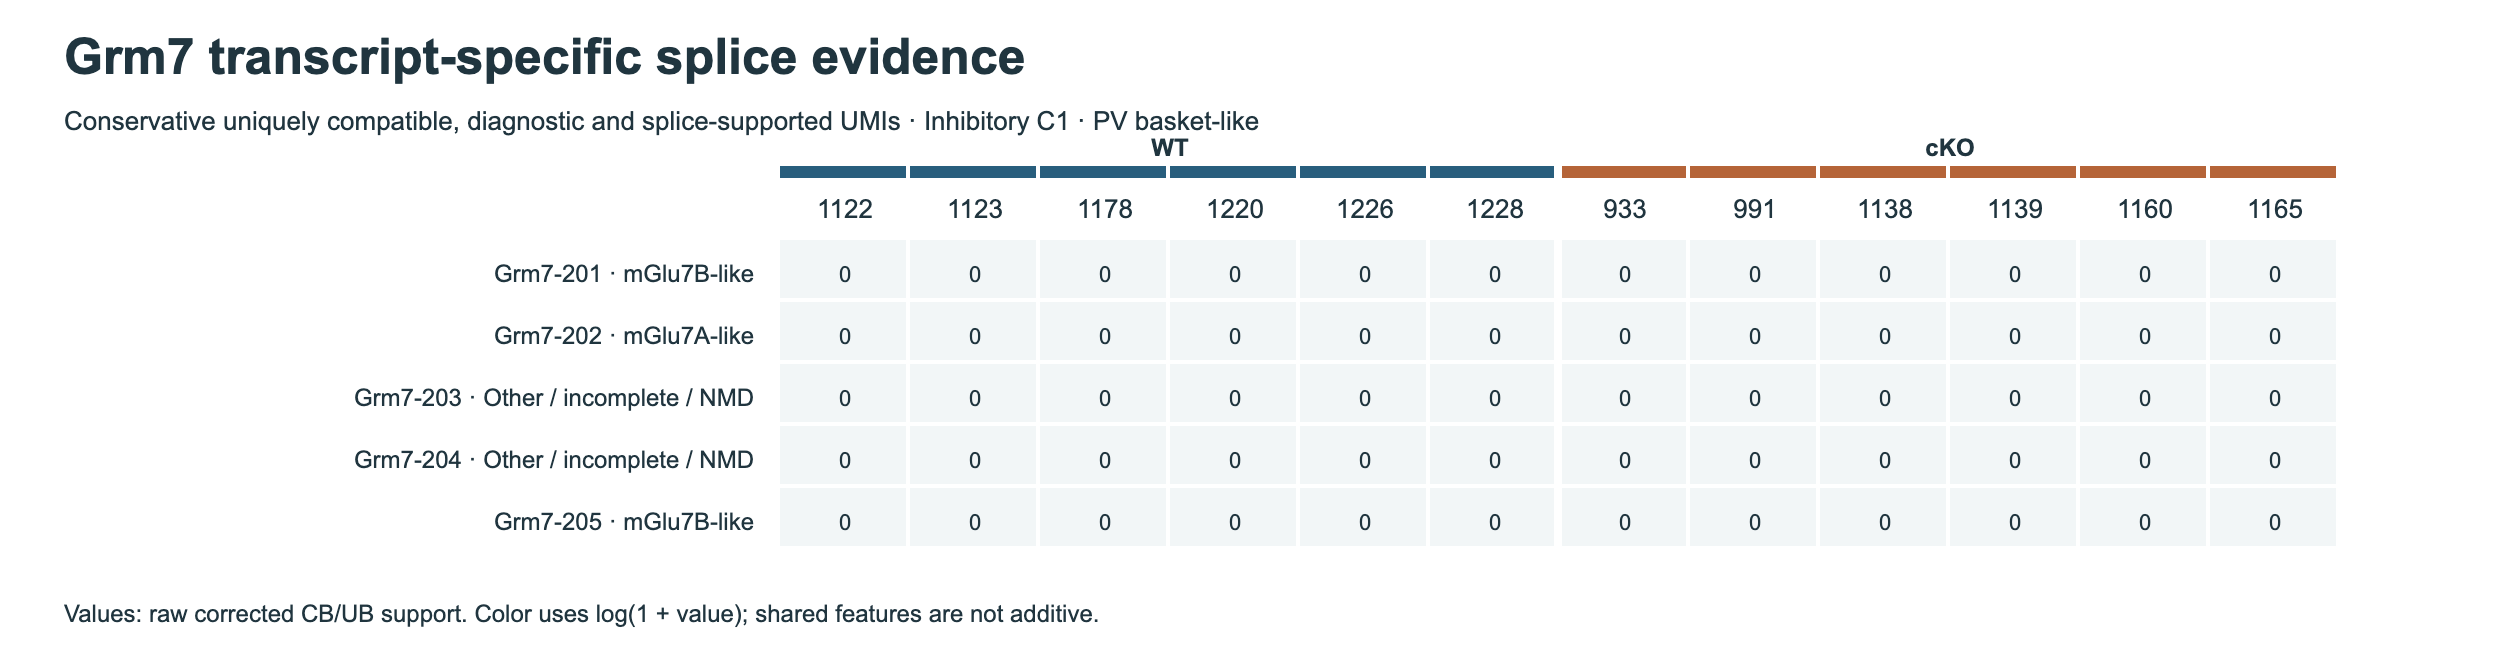 Grm7 transcript-specific splice evidence
Conservative uniquely compatible, diagnostic and splice-supported UMIs · Inhibitory C1 · PV basket-like
WT cKO
1122 1123 1178 1220 1226 1228 933 991 1138 1139 1160 1165
Grm7-201 · mGlu7B-like 0 0 0 0 0 0 0 0 0 0 0 0
Grm7-202 · mGlu7A-like 0 0 0 0 0 0 0 0 0 0 0 0
Grm7-203 · Other / incomplete / NMD 0 0 0 0 0 0 0 0 0 0 0 0
Grm7-204 · Other / incomplete / NMD 0 0 0 0 0 0 0 0 0 0 0 0
Grm7-205 · mGlu7B-like 0 0 0 0 0 0 0 0 0 0 0 0
Values: raw corrected CB/UB support. Color uses log(1 + value); shared features are not additive.